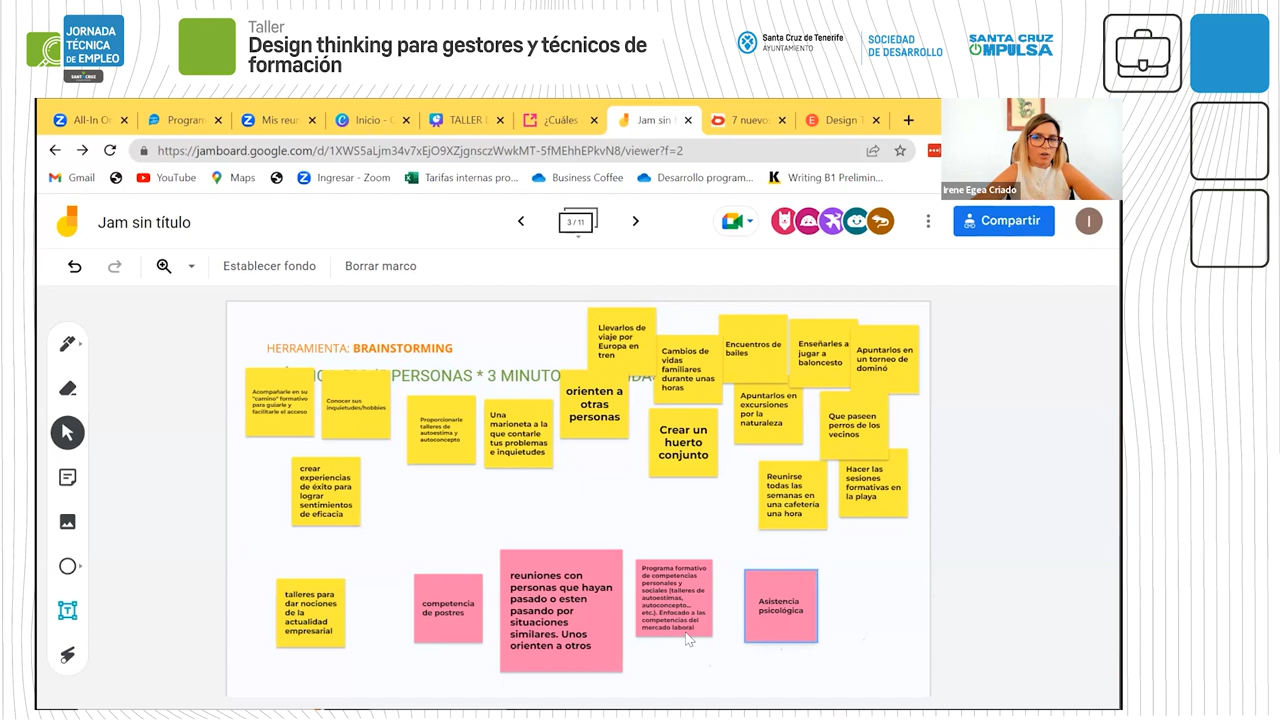 JORNADA
TÉCNICA
DE EMPLEO
SANTA CRUZ
Taller
Design thinking para gestores y técnicos de
formación
Santa Cruz de Tenerife
AYUNTAMIENTO
SOCIEDAD
DE DESARROLLO
SANTA CRUZ
OMPULSA
All-In O
Program
Mis reu
Inicio - C
TALLER I
¿Cuáles
Jam sin
7 nuevo
Design T
https://jamboard.google.com/d/1XWS5aLjm34v7xEjO9XZjgnsczWwkMT-5fMEhhEPkvN8/viewer?f=2
Gmail
YouTube
Maps
Ingresar - Zoom
Tarifas internas pro...
Business Coffee
Desarrollo program...
Writing B1 Prelimin...
Irene Egea Criado
Jam sin título
3 / 11
Compartir
I
Establecer fondo
Borrar marco
HERRAMIENTA: BRAINSTORMING
PERSONAS * 3 MINUTO
Llevarlos de
viaje por
Europa en
tren
Cambios de
vidas
familiares
durante unas
horas
Encuentros de
bailes
Enseñarles a
jugar a
baloncesto
Apuntarlos en
un torneo de
dominó
Acompañarle en su
"camino" formativo
para guiarle y
facilitarle el acceso
Conocer sus
inquietudes/hobbies
Proporcionarle
talleres de
autoestima y
autoconcepto
Una
marioneta a la
que contarle
tus problemas
e inquietudes
orienten a
otras
personas
Crear un
huerto
conjunto
Apuntarlos en
excursiones
por la
naturaleza
Que paseen
perros de los
vecinos
crear
experiencias
de éxito para
lograr
sentimientos
de eficacia
Reunirse
todas las
semanas en
una cafetería
una hora
Hacer las
sesiones
formativas en
la playa
talleres para
dar nociones
de la
actualidad
empresarial
competencia
de postres
reuniones con
personas que hayan
pasado o esten
pasando por
situaciones
similares. Unos
orienten a otros
Programa formativo
de competencias
personales y
sociales (talleres de
autoestimas,
autoconcepto...
etc.). Enfocado a las
competencias del
mercado laboral
Asistencia
psicológica